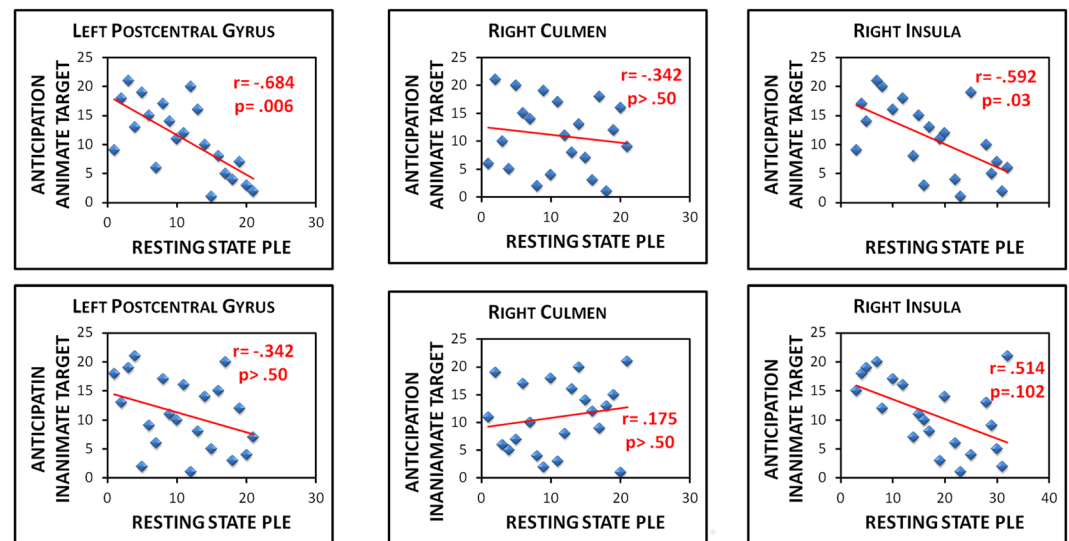 LEFT POSTCENTRAL GYRUS
ANTICIPATION
ANIMATE TARGET
25
20
15
10
5
0
r= -.684
p= .006
0 10 20 30
RESTING STATE PLE
RIGHT CULMEN
ANTICIPATION
ANIMATE TARGET
25
20
15
10
5
0
r= -.342
p> .50
0 10 20 30
RESTING STATE PLE
RIGHT INSULA
ANTICIPATION
ANIMATE TARGET
25
20
15
10
5
0
r= -.592
p= .03
RESTING STATE PLE
LEFT POSTCENTRAL GYRUS
ANTICIPATIN
INANIMATE TARGET
25
20
15
10
5
0
r= -.342
p> .50
0 10 20 30
RESTING STATE PLE
RIGHT CULMEN
ANTICIPATION
INANIAMATE TARGET
25
20
15
10
5
0
r= .175
p> .50
0 10 20 30
RESTING STATE PLE
RIGHT INSULA
ANTICIPATION
INANIMATE TARGET
25
20
15
10
5
0
r= .514
p=.102
0 10 20 30 40
RESTING STATE PLE